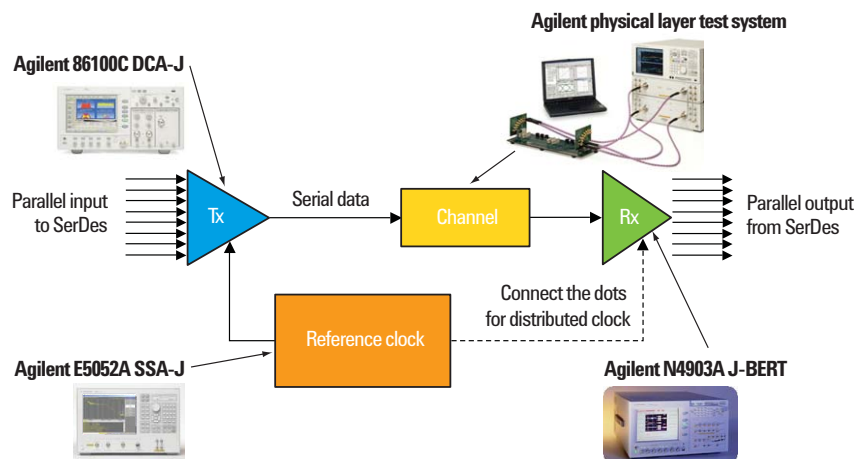 Agilent physical layer test system
Agilent 86100C DCA-J
Parallel input
to SerDes
Tx
Serial data
Channel
Rx
Parallel output
from SerDes
Connect the dots
for distributed clock
Reference clock
Agilent E5052A SSA-J
Agilent N4903A J-BERT